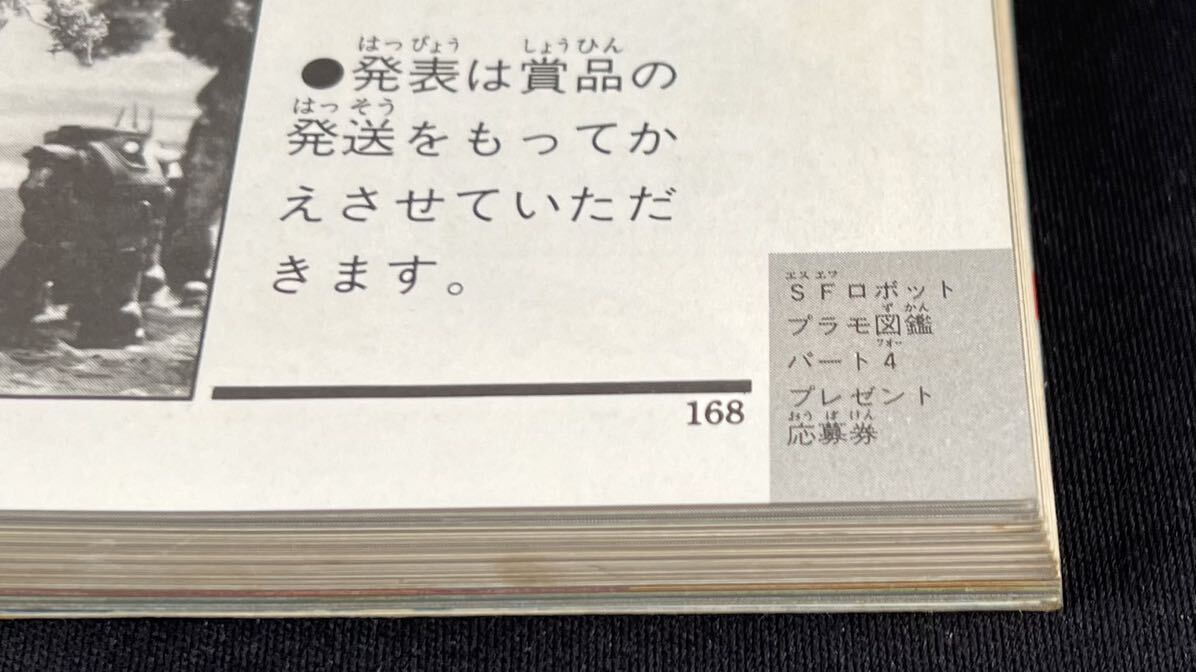 ●発表は賞品の
発送をもってか
えさせていただ
きます。
168
SFロボット
プラモ図鑑
パート4
プレゼント
応募券